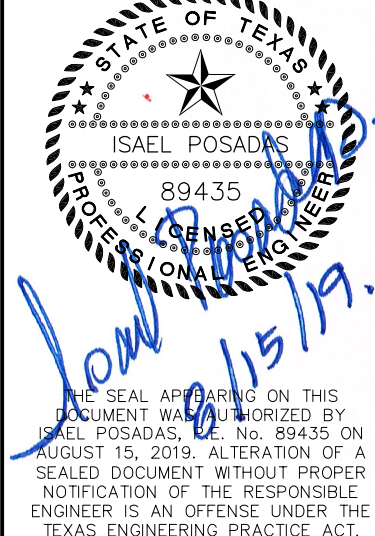 STATE OF TEXAS
ISAEL POSADAS
89435
LICENSED
PROFESSIONAL ENGINEER
Isael Posadas
8/15/19.
THE SEAL APPEARING ON THIS
DOCUMENT WAS AUTHORIZED BY
ISAEL POSADAS, P.E. No. 89435 ON
AUGUST 15, 2019. ALTERATION OF A
SEALED DOCUMENT WITHOUT PROPER
NOTIFICATION OF THE RESPONSIBLE
ENGINEER IS AN OFFENSE UNDER THE
TEXAS ENGINEERING PRACTICE ACT.